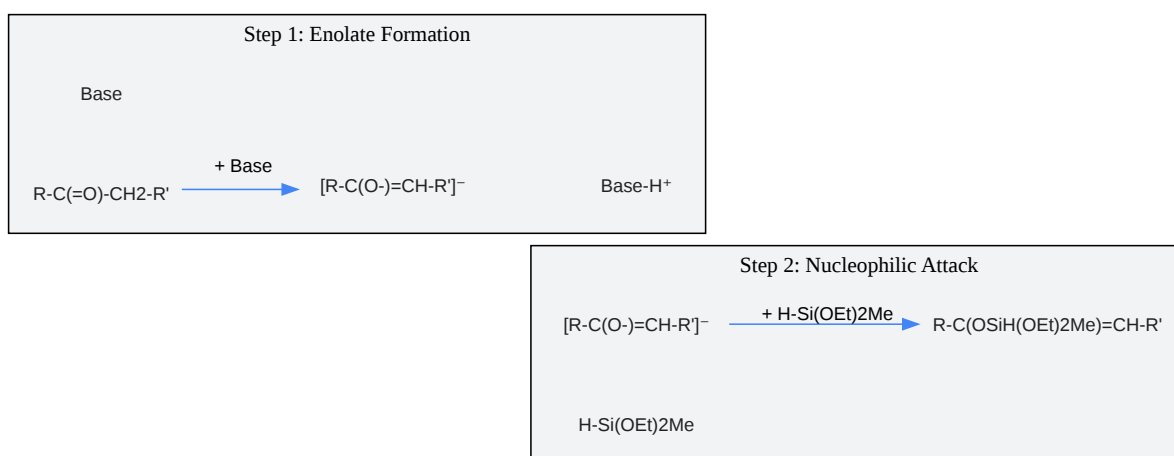 Step 1: Enolate Formation
Base
+ Base
R-C(=O)-CH2-R'
[R-C(O-)=CH-R']⁻
Base-H⁺
Step 2: Nucleophilic Attack
[R-C(O-)=CH-R']⁻
+ H-Si(OEt)2Me
R-C(OSiH(OEt)2Me)=CH-R'
H-Si(OEt)2Me